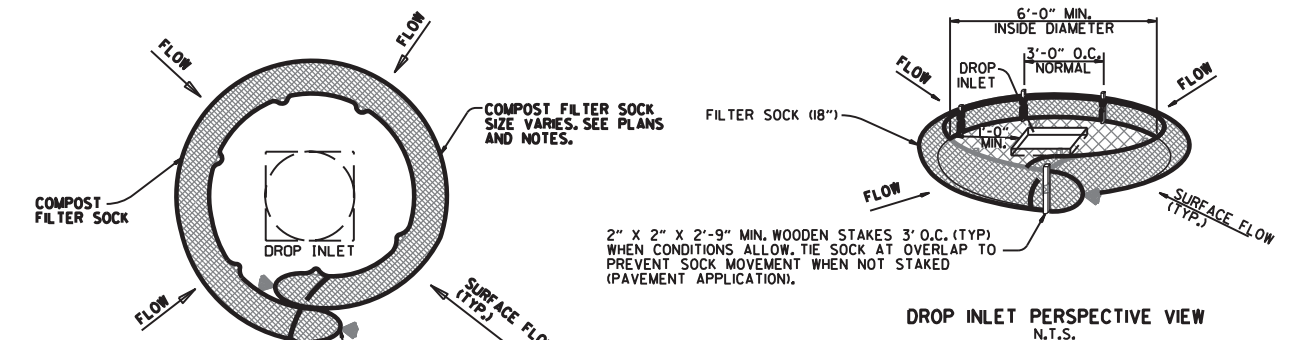 FLOW
FLOW
COMPOST FILTER SOCK
SIZE VARIES. SEE PLANS
AND NOTES.
COMPOST
FILTER SOCK
DROP INLET
FLOW
SURFACE FLOW
(TYP.)
6'-0" MIN.
INSIDE DIAMETER
3'-0" O.C.
NORMAL
DROP
INLET
FLOW
FLOW
FILTER SOCK (18")
1'-0"
MIN.
FLOW
SURFACE FLOW
(TYP.)
2" X 2" X 2'-9" MIN. WOODEN STAKES 3' O.C. (TYP)
WHEN CONDITIONS ALLOW. TIE SOCK AT OVERLAP TO
PREVENT SOCK MOVEMENT WHEN NOT STAKED
(PAVEMENT APPLICATION).
DROP INLET PERSPECTIVE VIEW
N.T.S.